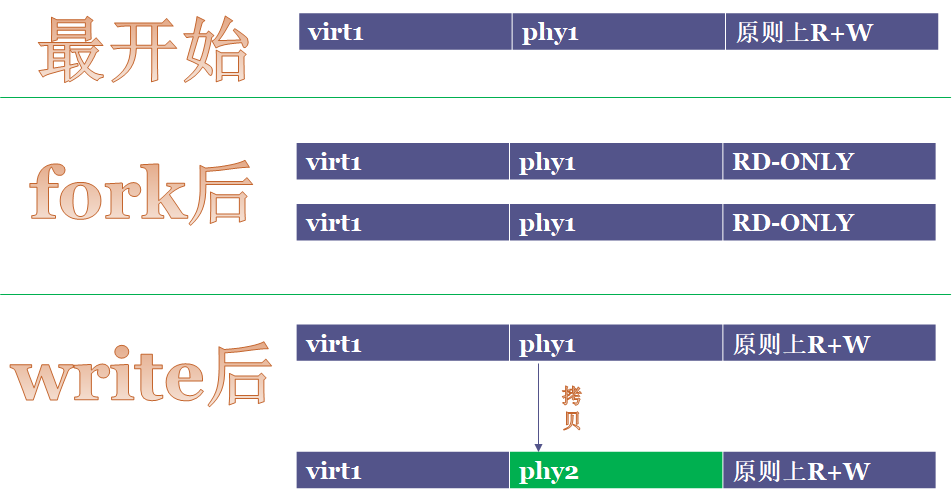 最开始
virt1 phy1 原则上R+W
fork后
virt1 phy1 RD-ONLY
virt1 phy1 RD-ONLY
write后
virt1 phy1 原则上R+W
拷
贝
virt1 phy2 原则上R+W